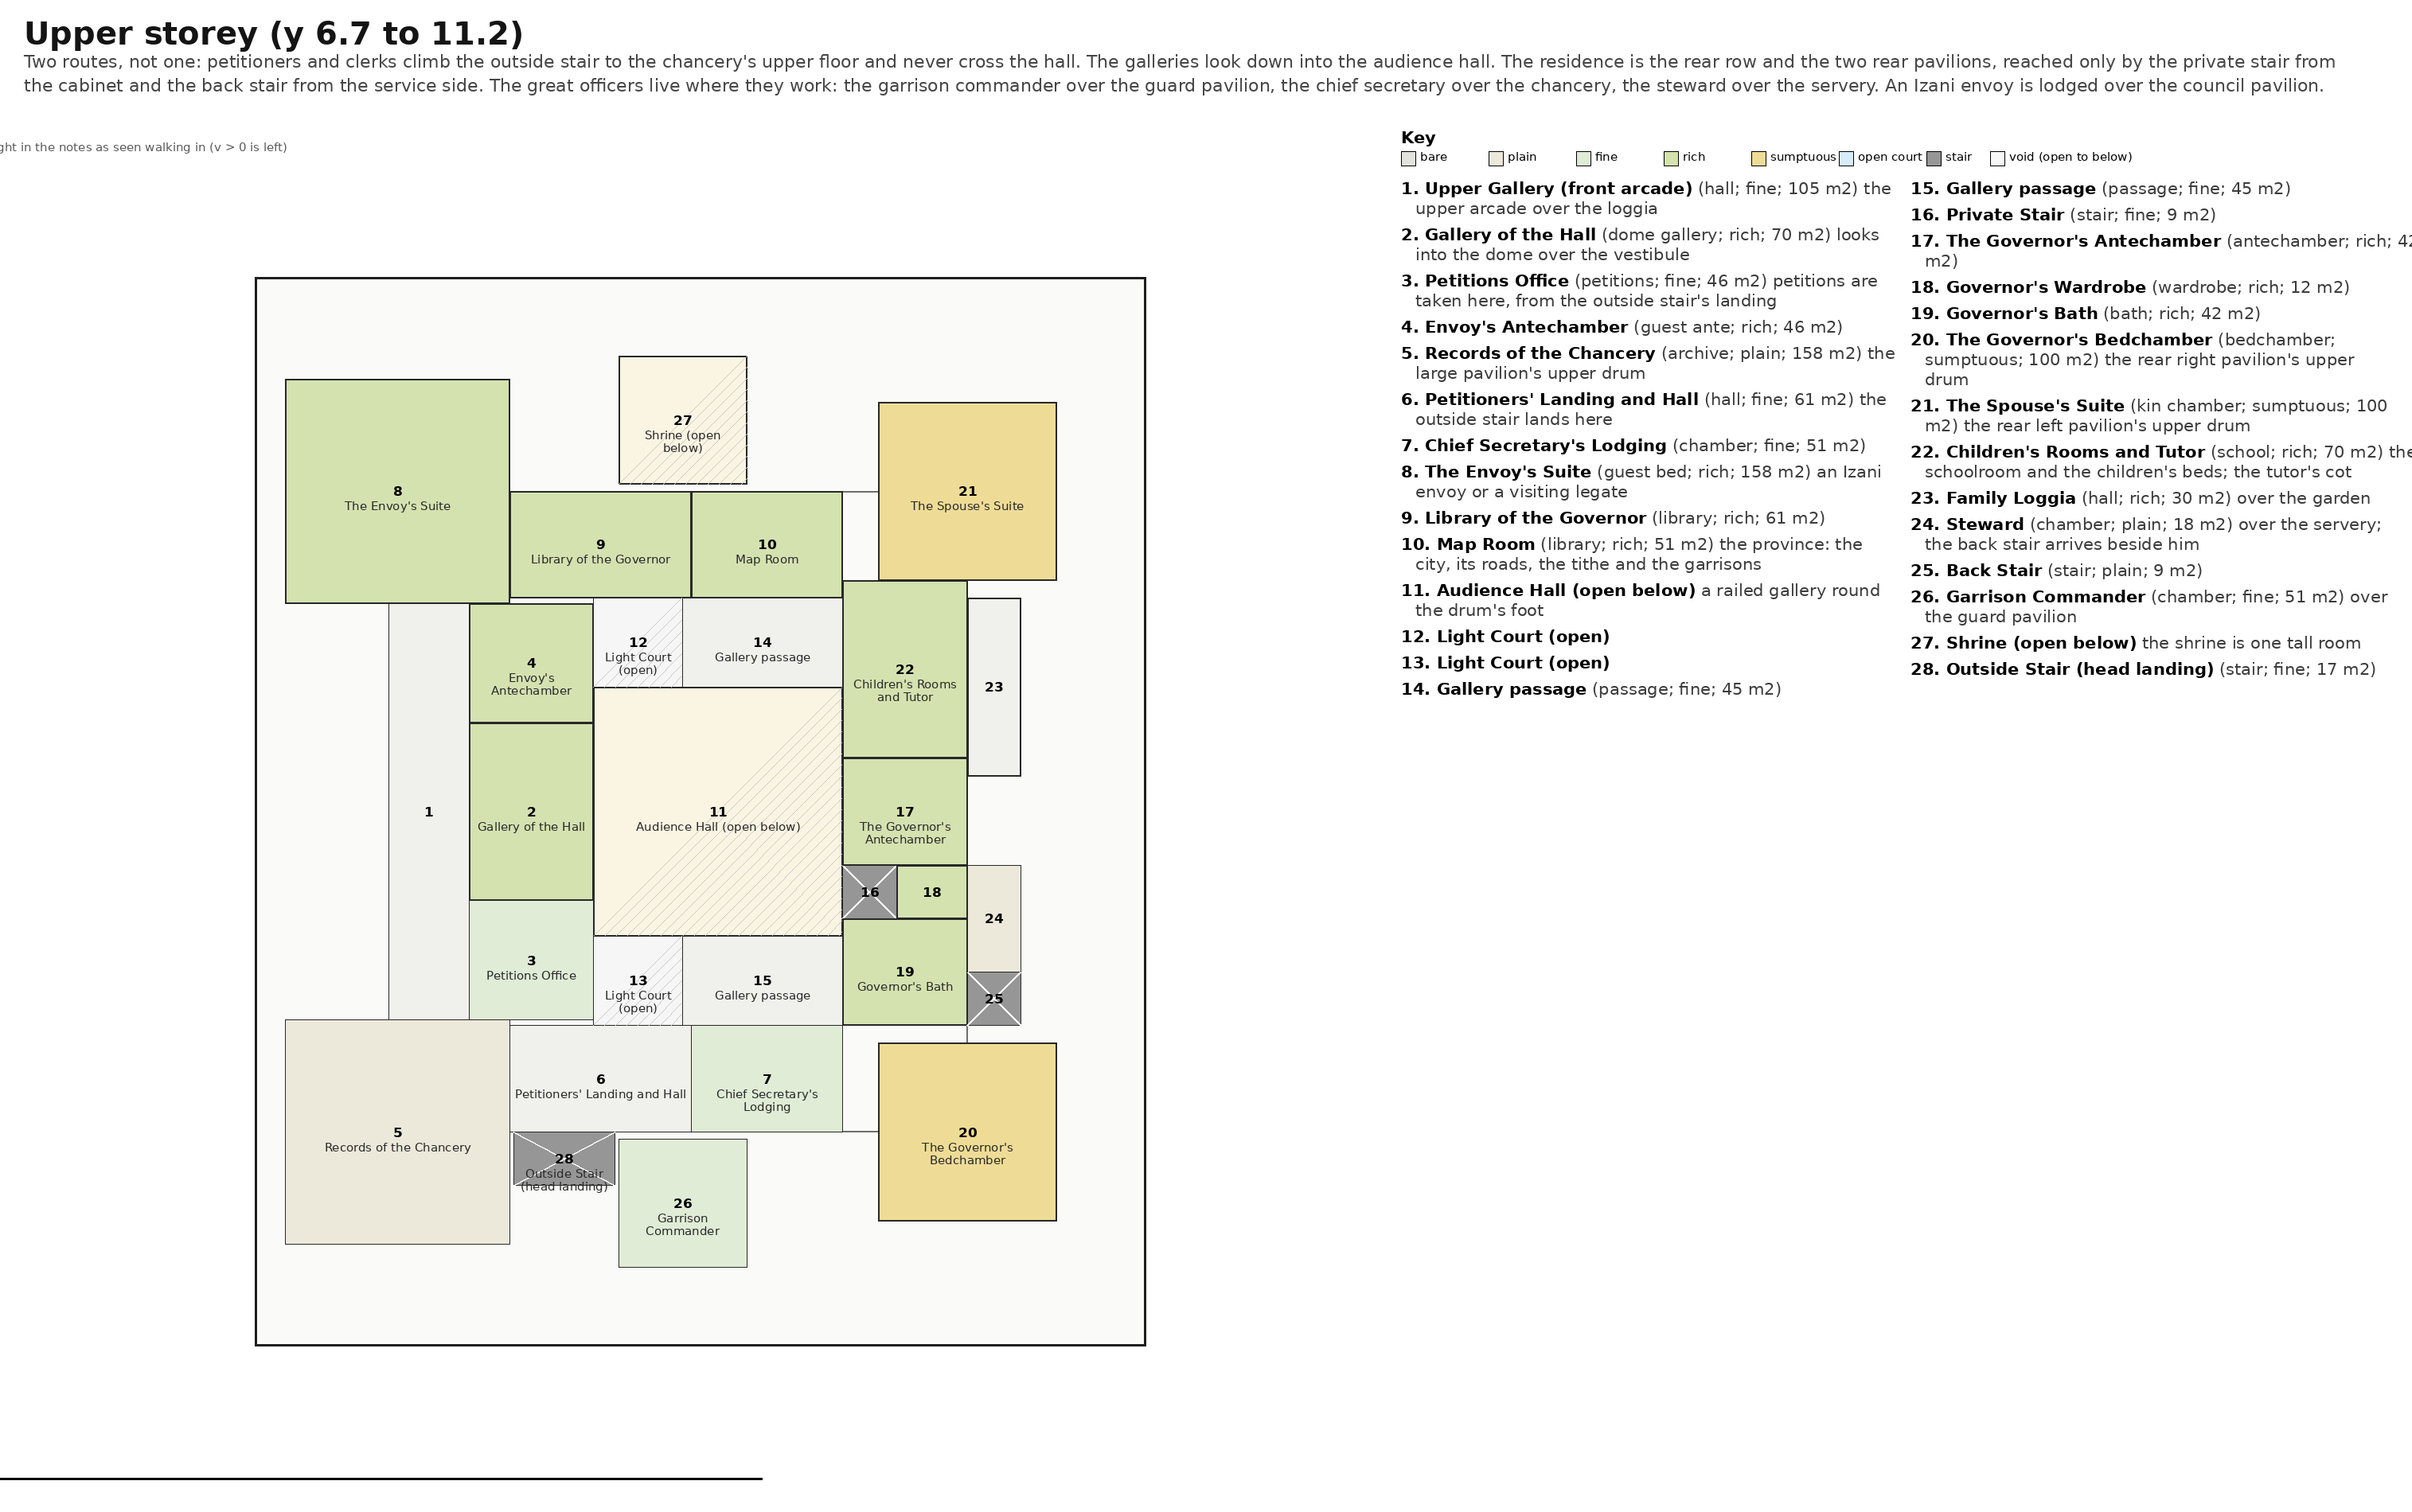 Upper storey (y 6.7 to 11.2)
Two routes, not one: petitioners and clerks climb the outside stair to the chancery's upper floor and never cross the hall. The galleries look down into the audience hall. The residence is the rear row and the two rear pavilions, reached only by the private stair from
the cabinet and the back stair from the service side. The great officers live where they work: the garrison commander over the guard pavilion, the chief secretary over the chancery, the steward over the servery. An Izani envoy is lodged over the council pavilion.
ght in the notes as seen walking in (v > 0 is left)
27
Shrine (open
below)
8
The Envoy's Suite
21
The Spouse's Suite
9
Library of the Governor
10
Map Room
12
Light Court
(open)
14
Gallery passage
4
Envoy's
Antechamber
22
Children's Rooms
and Tutor
23
1
2
Gallery of the Hall
11
Audience Hall (open below)
17
The Governor's
Antechamber
16
18
24
3
Petitions Office
13
Light Court
(open)
15
Gallery passage
19
Governor's Bath
25
6
Petitioners' Landing and Hall
7
Chief Secretary's
Lodging
5
Records of the Chancery
28
Outside Stair
(head landing)
20
The Governor's
Bedchamber
26
Garrison
Commander
Key
bare
plain
fine
rich
sumptuous
open court
stair
void (open to below)
1. Upper Gallery (front arcade) (hall; fine; 105 m2) the
upper arcade over the loggia
2. Gallery of the Hall (dome gallery; rich; 70 m2) looks
into the dome over the vestibule
3. Petitions Office (petitions; fine; 46 m2) petitions are
taken here, from the outside stair's landing
4. Envoy's Antechamber (guest ante; rich; 46 m2)
5. Records of the Chancery (archive; plain; 158 m2) the
large pavilion's upper drum
6. Petitioners' Landing and Hall (hall; fine; 61 m2) the
outside stair lands here
7. Chief Secretary's Lodging (chamber; fine; 51 m2)
8. The Envoy's Suite (guest bed; rich; 158 m2) an Izani
envoy or a visiting legate
9. Library of the Governor (library; rich; 61 m2)
10. Map Room (library; rich; 51 m2) the province: the
city, its roads, the tithe and the garrisons
11. Audience Hall (open below) a railed gallery round
the drum's foot
12. Light Court (open)
13. Light Court (open)
14. Gallery passage (passage; fine; 45 m2)
15. Gallery passage (passage; fine; 45 m2)
16. Private Stair (stair; fine; 9 m2)
17. The Governor's Antechamber (antechamber; rich; 42
m2)
18. Governor's Wardrobe (wardrobe; rich; 12 m2)
19. Governor's Bath (bath; rich; 42 m2)
20. The Governor's Bedchamber (bedchamber;
sumptuous; 100 m2) the rear right pavilion's upper
drum
21. The Spouse's Suite (kin chamber; sumptuous; 100
m2) the rear left pavilion's upper drum
22. Children's Rooms and Tutor (school; rich; 70 m2) the
schoolroom and the children's beds; the tutor's cot
23. Family Loggia (hall; rich; 30 m2) over the garden
24. Steward (chamber; plain; 18 m2) over the servery;
the back stair arrives beside him
25. Back Stair (stair; plain; 9 m2)
26. Garrison Commander (chamber; fine; 51 m2) over
the guard pavilion
27. Shrine (open below) the shrine is one tall room
28. Outside Stair (head landing) (stair; fine; 17 m2)